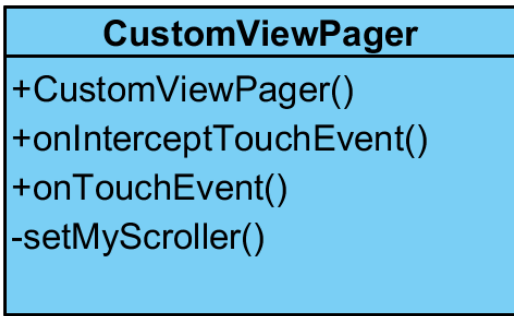 CustomViewPager
+CustomViewPager()
+onInterceptTouchEvent()
+onTouchEvent()
-setMyScroller()